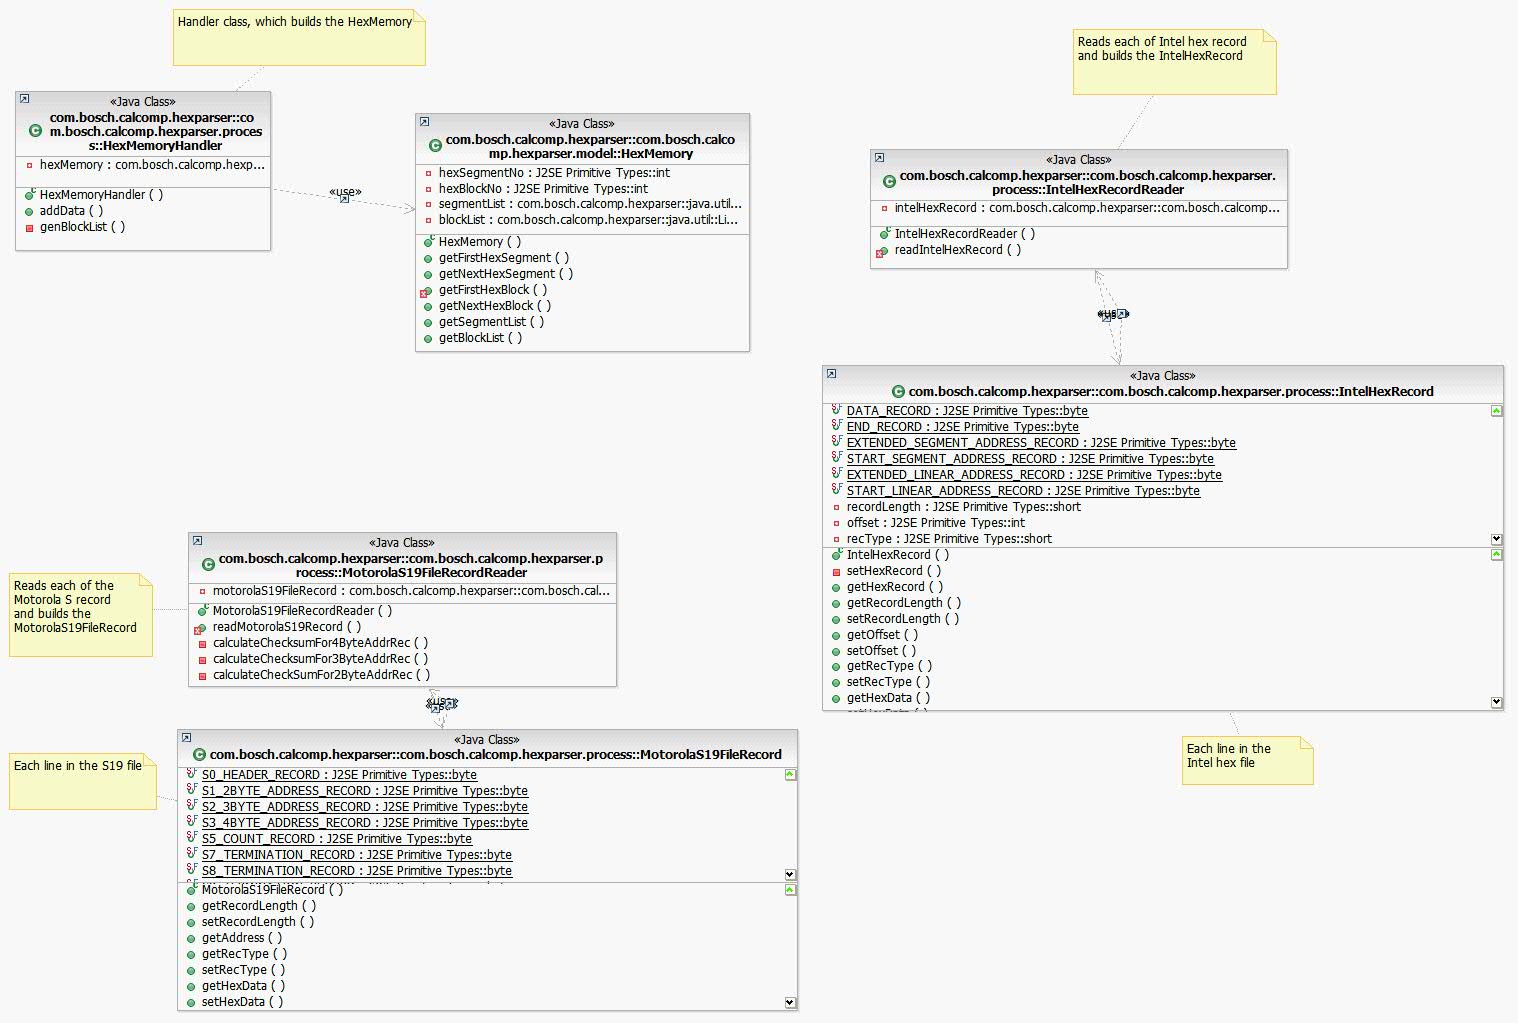 Handler class, which builds the HexMemory
«Java Class»
com.bosch.calcomp.hexparser::co
m.bosch.calcomp.hexparser.proces
s::HexMemoryHandler
hexMemory : com.bosch.calcomp.hexp...
HexMemoryHandler ( )
addData ( )
genBlockList ( )
«use»
«Java Class»
com.bosch.calcomp.hexparser::com.bosch.calco
mp.hexparser.model::HexMemory
hexSegmentNo : J2SE Primitive Types::int
hexBlockNo : J2SE Primitive Types::int
segmentList : com.bosch.calcomp.hexparser::java.util...
blockList : com.bosch.calcomp.hexparser::java.util::Li...
HexMemory ( )
getFirstHexSegment ( )
getNextHexSegment ( )
getFirstHexBlock ( )
getNextHexBlock ( )
getSegmentList ( )
getBlockList ( )
Reads each of Intel hex record
and builds the IntelHexRecord
«Java Class»
com.bosch.calcomp.hexparser::com.bosch.calcomp.hexparser.
process::IntelHexRecordReader
intelHexRecord : com.bosch.calcomp.hexparser::com.bosch.calcomp...
IntelHexRecordReader ( )
readIntelHexRecord ( )
«use»
«Java Class»
com.bosch.calcomp.hexparser::com.bosch.calcomp.hexparser.process::IntelHexRecord
DATA_RECORD : J2SE Primitive Types::byte
END_RECORD : J2SE Primitive Types::byte
EXTENDED_SEGMENT_ADDRESS_RECORD : J2SE Primitive Types::byte
START_SEGMENT_ADDRESS_RECORD : J2SE Primitive Types::byte
EXTENDED_LINEAR_ADDRESS_RECORD : J2SE Primitive Types::byte
START_LINEAR_ADDRESS_RECORD : J2SE Primitive Types::byte
recordLength : J2SE Primitive Types::short
offset : J2SE Primitive Types::int
recType : J2SE Primitive Types::short
IntelHexRecord ( )
setHexRecord ( )
getHexRecord ( )
getRecordLength ( )
setRecordLength ( )
getOffset ( )
setOffset ( )
getRecType ( )
setRecType ( )
getHexData ( )
Each line in the
Intel hex file
Reads each of the
Motorola S record
and builds the
MotorolaS19FileRecord
«Java Class»
com.bosch.calcomp.hexparser::com.bosch.calcomp.hexparser.p
rocess::MotorolaS19FileRecordReader
motorolaS19FileRecord : com.bosch.calcomp.hexparser::com.bosch.cal...
MotorolaS19FileRecordReader ( )
readMotorolaS19Record ( )
calculateChecksumFor4ByteAddrRec ( )
calculateChecksumFor3ByteAddrRec ( )
calculateCheckSumFor2ByteAddrRec ( )
«use»
Each line in the S19 file
«Java Class»
com.bosch.calcomp.hexparser::com.bosch.calcomp.hexparser.process::MotorolaS19FileRecord
S0_HEADER_RECORD : J2SE Primitive Types::byte
S1_2BYTE_ADDRESS_RECORD : J2SE Primitive Types::byte
S2_3BYTE_ADDRESS_RECORD : J2SE Primitive Types::byte
S3_4BYTE_ADDRESS_RECORD : J2SE Primitive Types::byte
S5_COUNT_RECORD : J2SE Primitive Types::byte
S7_TERMINATION_RECORD : J2SE Primitive Types::byte
S8_TERMINATION_RECORD : J2SE Primitive Types::byte
MotorolaS19FileRecord ( )
getRecordLength ( )
setRecordLength ( )
getAddress ( )
getRecType ( )
setRecType ( )
getHexData ( )
setHexData ( )